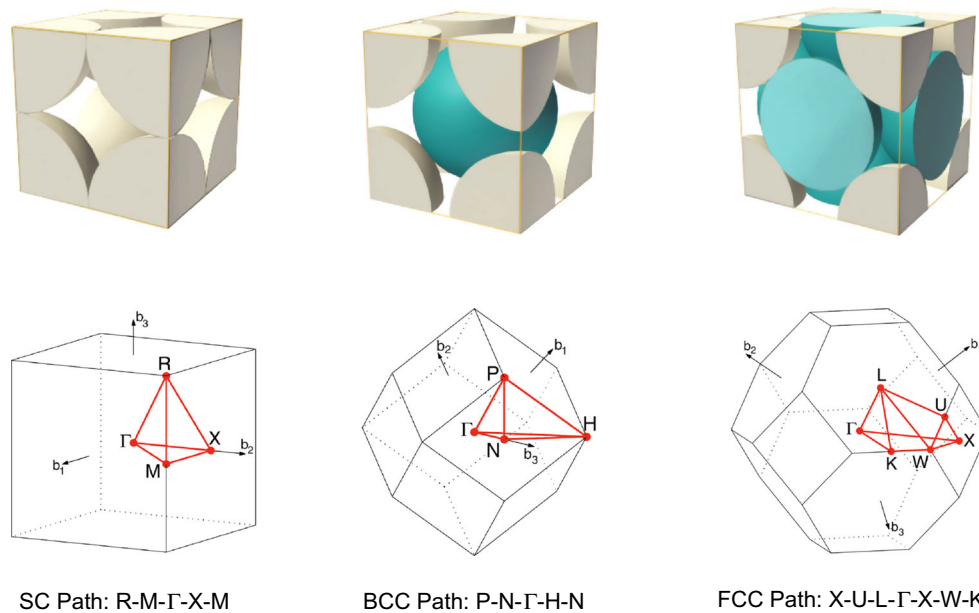 b₃
R
Γ
X
b₂
b₁
M
b₂
b₁
P
Γ
N
b₃
H
b₂
b
L
U
Γ
X
K
W
b₃
SC Path: R-M-Γ-X-M
BCC Path: P-N-Γ-H-N
FCC Path: X-U-L-Γ-X-W-K